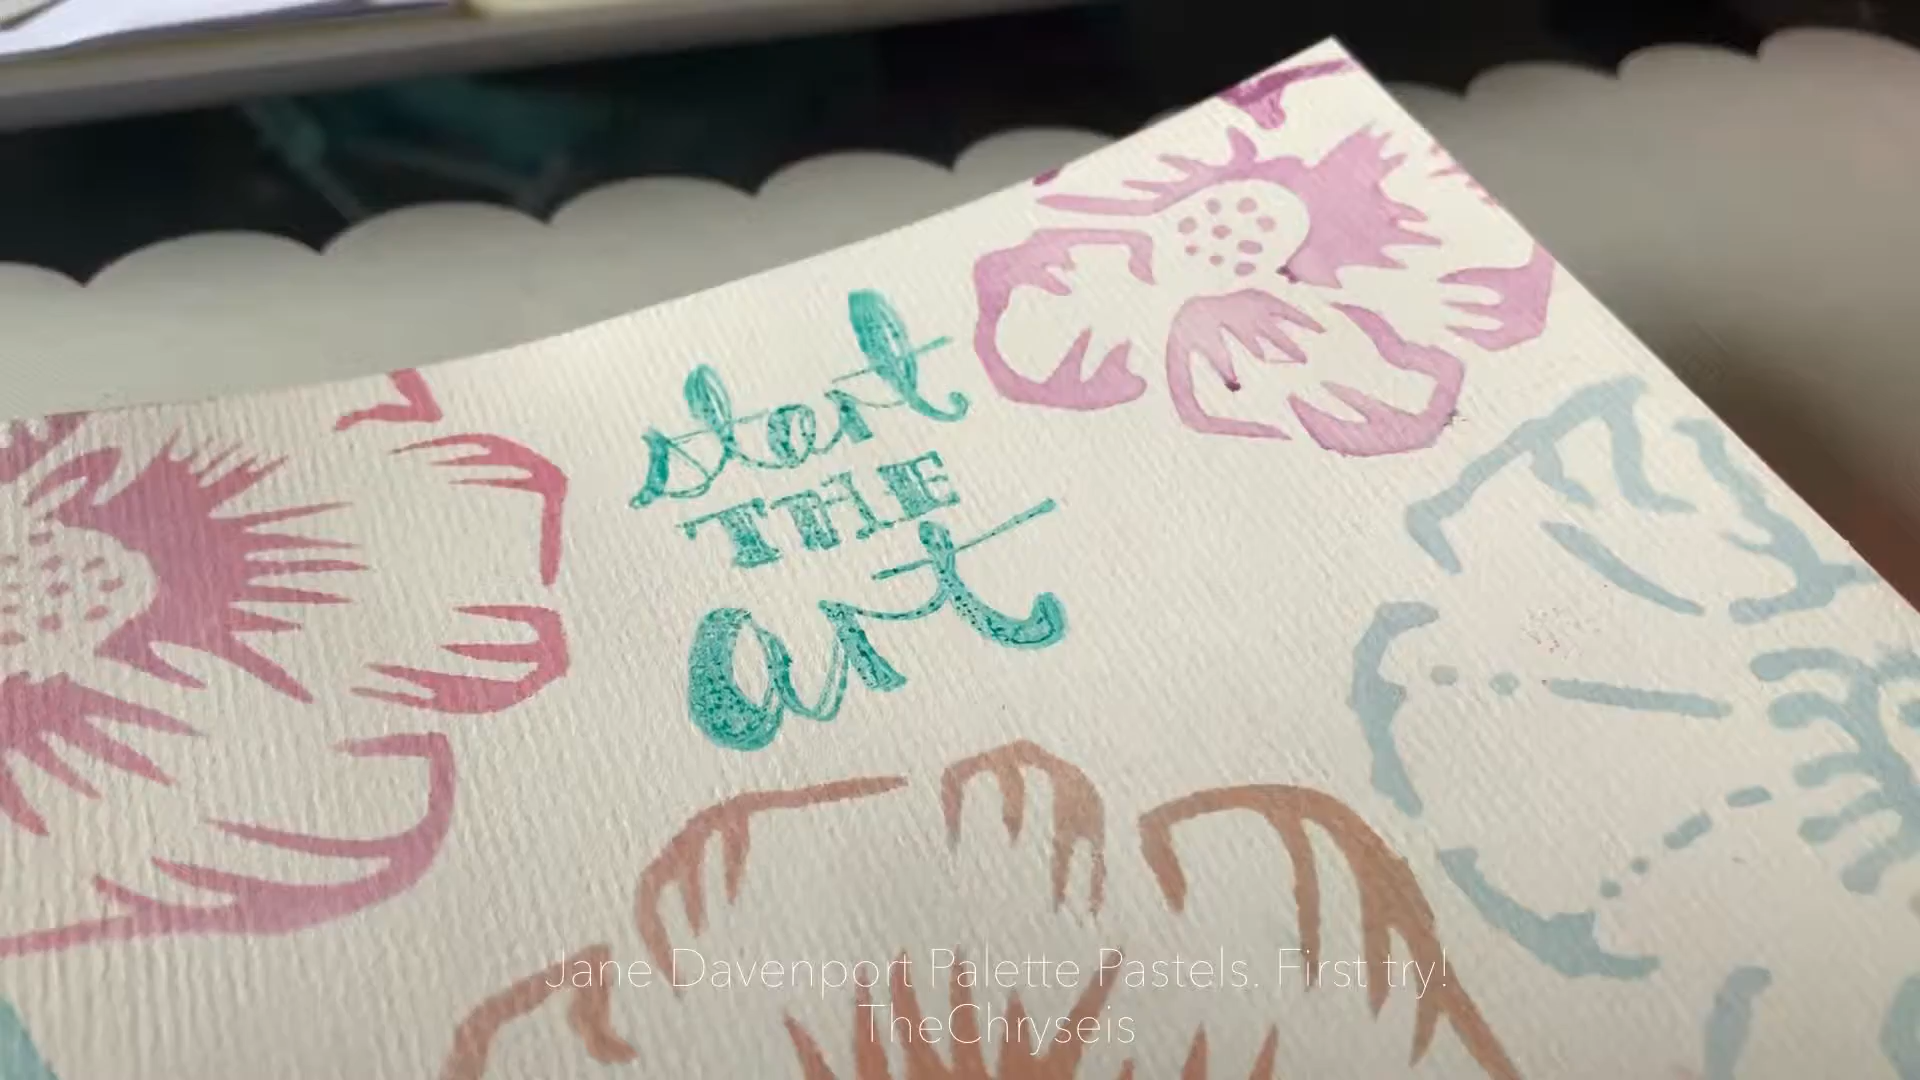 start
THE
art
Jane Davenport Palette Pastels. First try!
TheChryseis